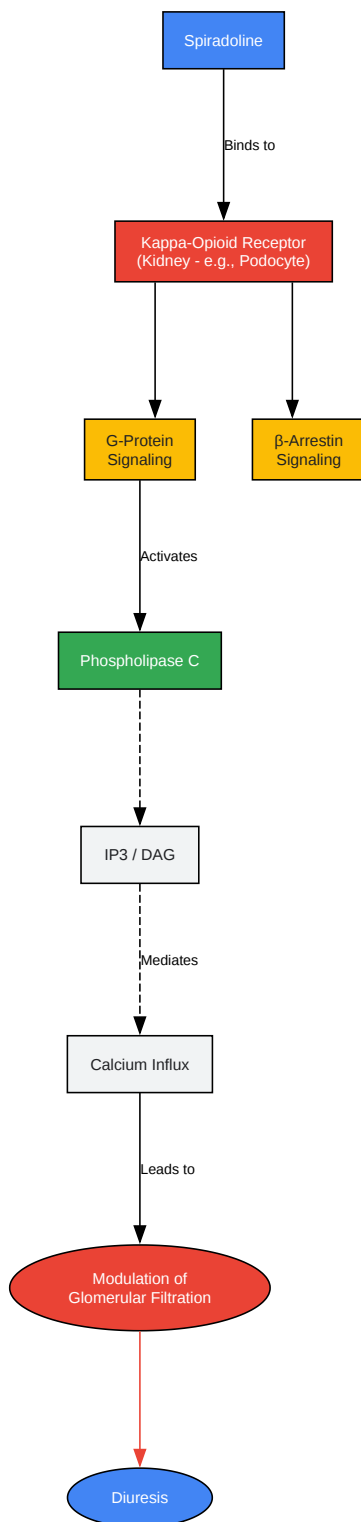 Spiradoline
Binds to
Kappa-Opioid Receptor
(Kidney - e.g., Podocyte)
G-Protein
Signaling
β-Arrestin
Signaling
Activates
Phospholipase C
IP3 / DAG
Mediates
Calcium Influx
Leads to
Modulation of
Glomerular Filtration
Diuresis